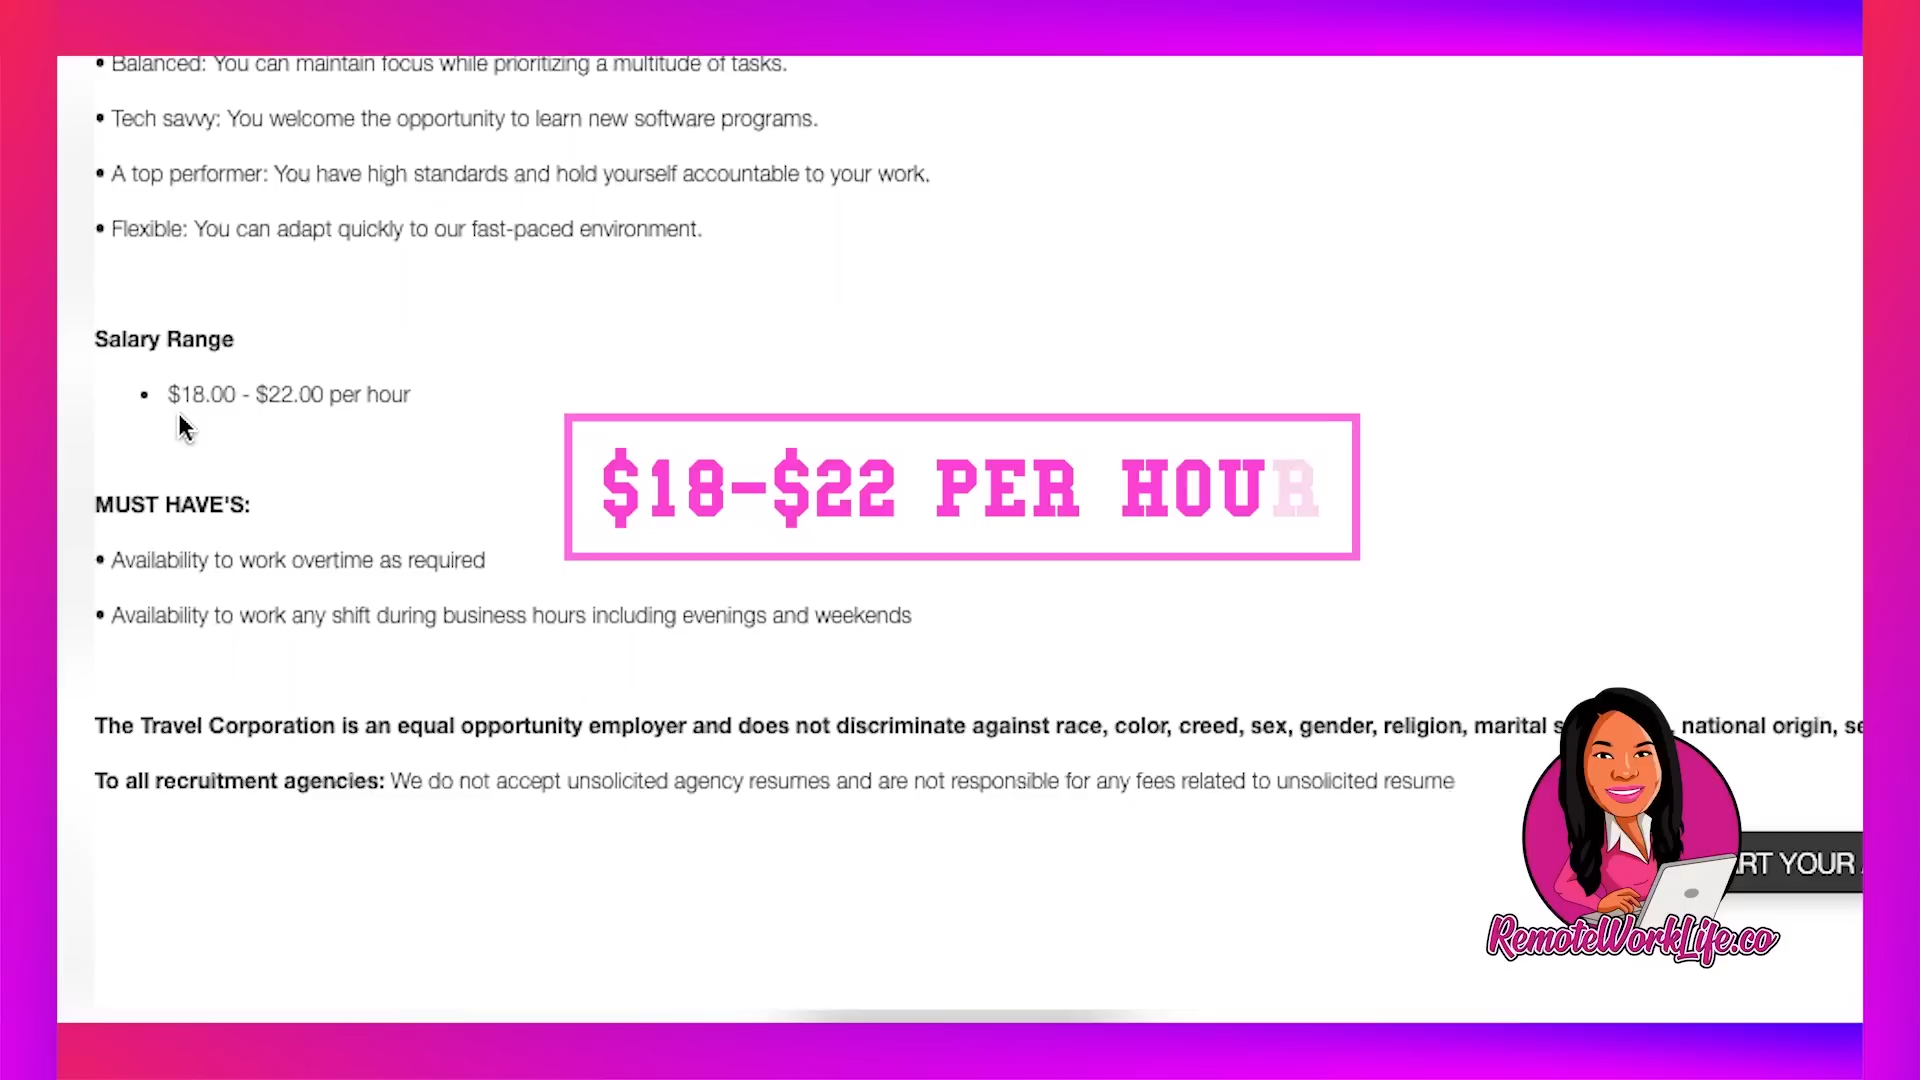 • Balanced: You can maintain focus while prioritizing a multitude of tasks.
• Tech savvy: You welcome the opportunity to learn new software programs.
• A top performer: You have high standards and hold yourself accountable to your work.
• Flexible: You can adapt quickly to our fast-paced environment.
Salary Range
• $18.00 - $22.00 per hour
$18-$22 PER HOUR
MUST HAVE'S:
• Availability to work overtime as required
• Availability to work any shift during business hours including evenings and weekends
The Travel Corporation is an equal opportunity employer and does not discriminate against race, color, creed, sex, gender, religion, marital national origin,
To all recruitment agencies: We do not accept unsolicited agency resumes and are not responsible for any fees related to unsolicited resume
YOUR
RemoteWorkLife.co